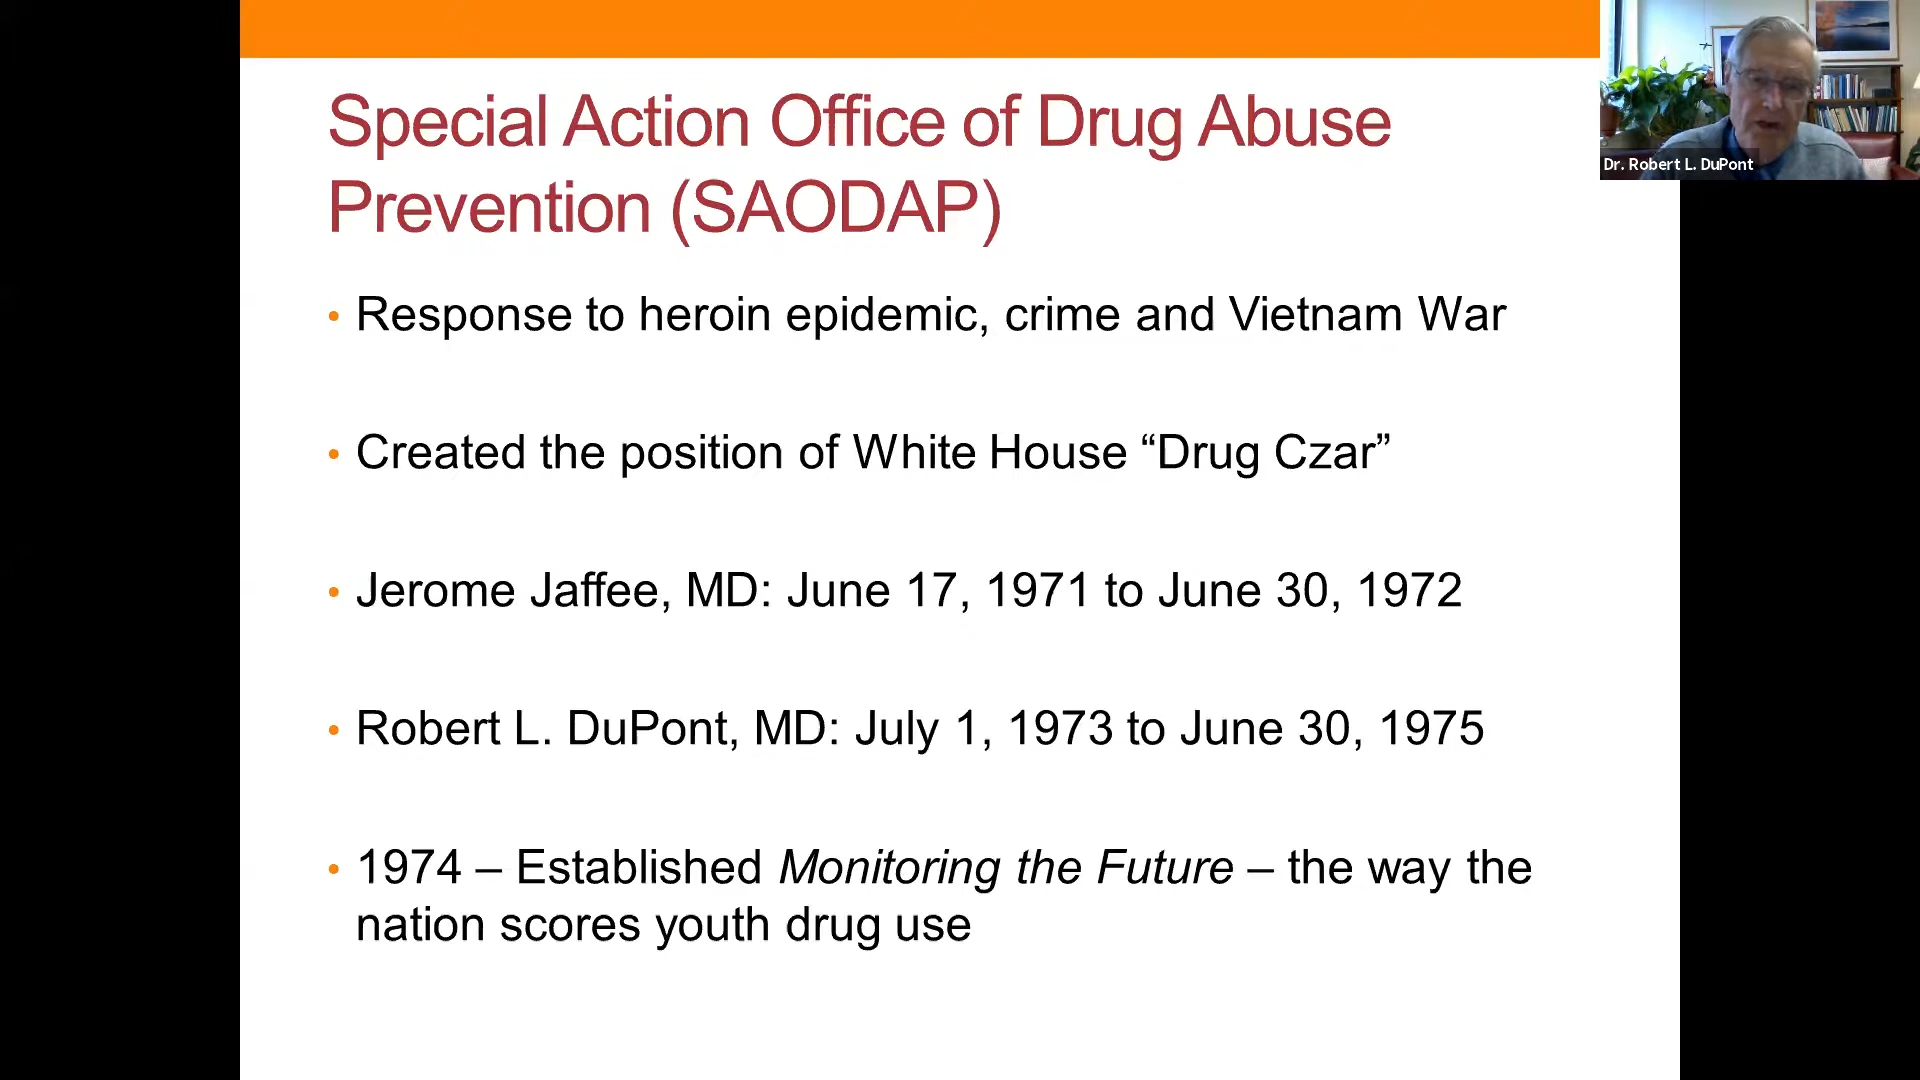 Special Action Office of Drug Abuse
Prevention (SAODAP)
• Response to heroin epidemic, crime and Vietnam War
• Created the position of White House “Drug Czar”
• Jerome Jaffee, MD: June 17, 1971 to June 30, 1972
• Robert L. DuPont, MD: July 1, 1973 to June 30, 1975
• 1974 – Established Monitoring the Future – the way the
nation scores youth drug use
Dr. Robert L. DuPont